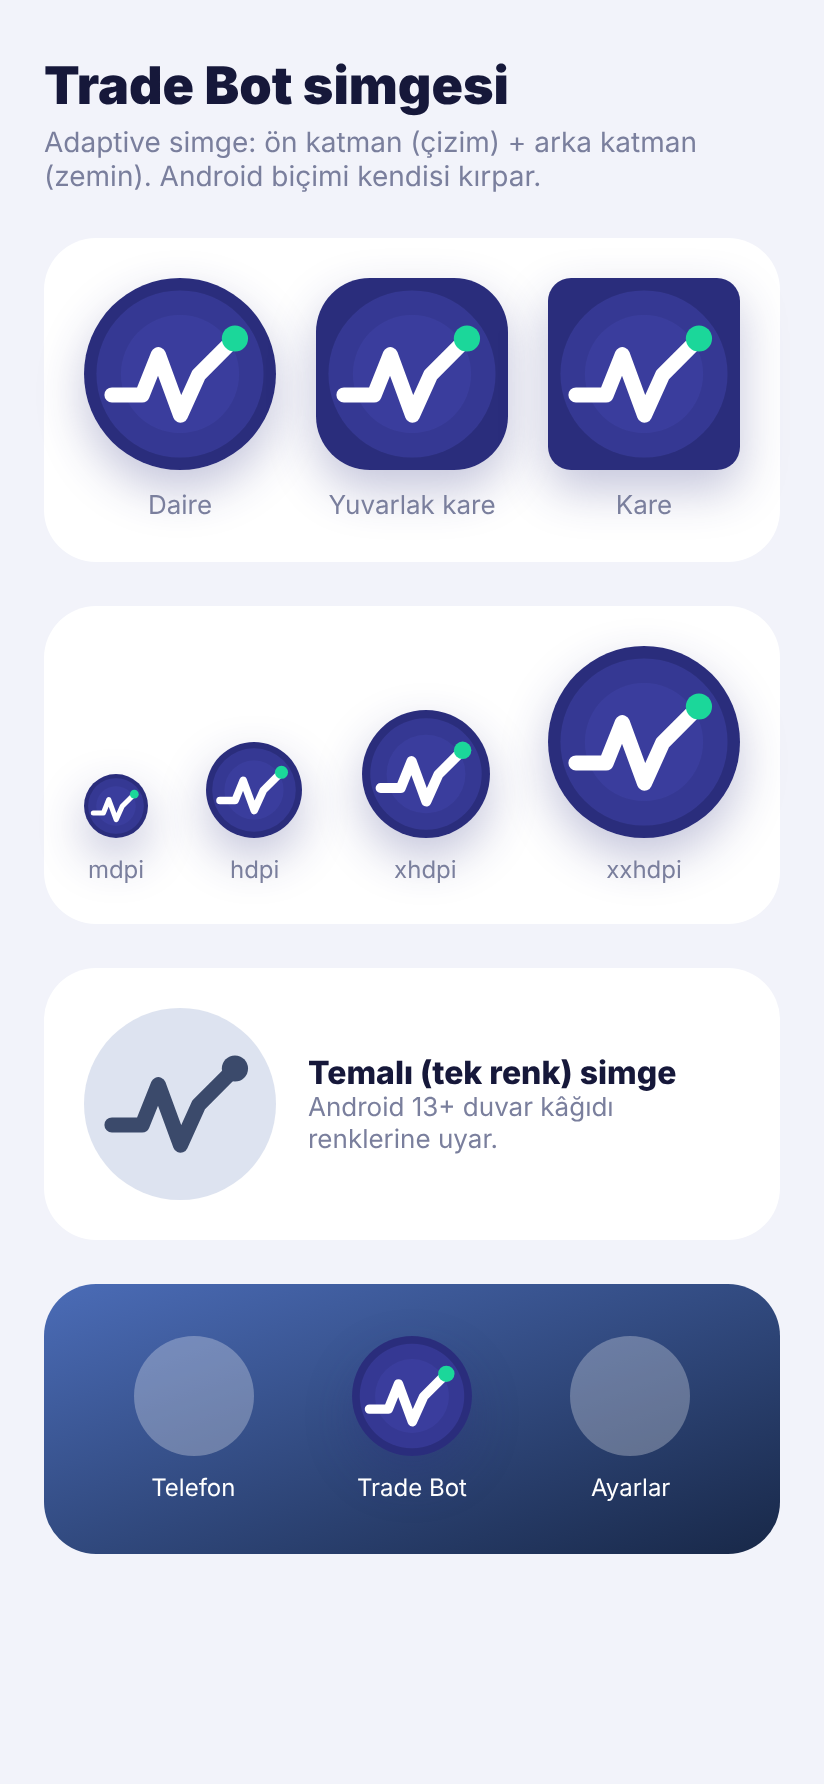 Trade Bot simgesi
Adaptive simge: ön katman (çizim) + arka katman
(zemin). Android biçimi kendisi kırpar.
Daire
Yuvarlak kare
Kare
mdpi
hdpi
xhdpi
xxhdpi
Temalı (tek renk) simge
Android 13+ duvar kâğıdı
renklerine uyar.
Telefon
Trade Bot
Ayarlar